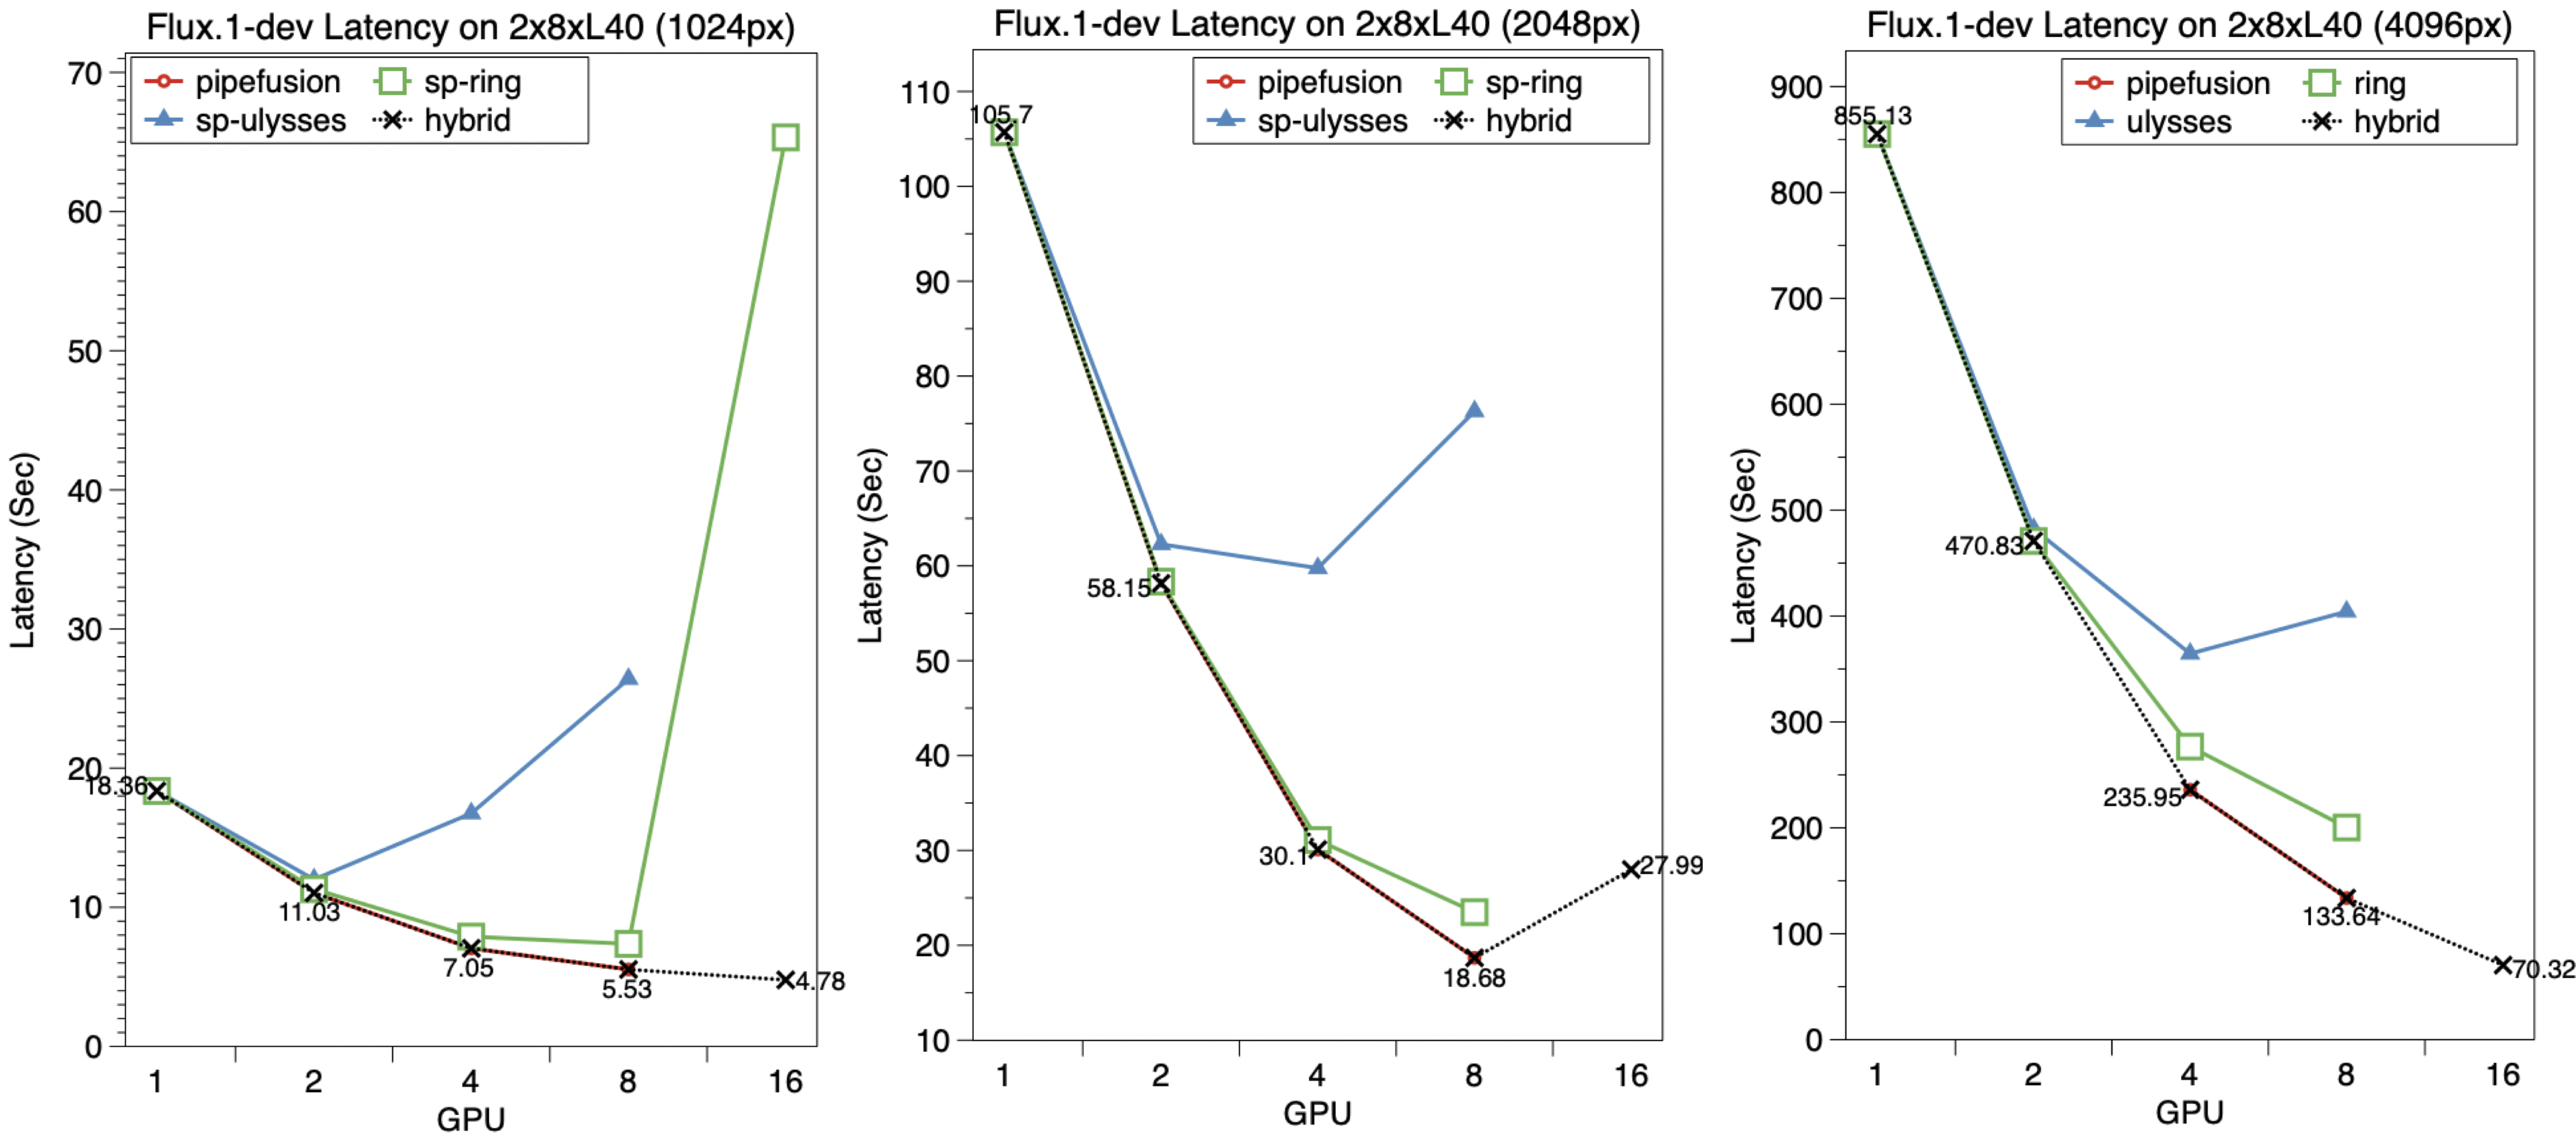 Flux.1-dev Latency on 2x8xL40 (1024px)
pipefusion
sp-ring
sp-ulysses
hybrid
Latency (Sec)
70
60
50
40
30
20
10
0
18.36
11.03
7.05
5.53
4.78
1
2
4
8
16
GPU
Flux.1-dev Latency on 2x8xL40 (2048px)
pipefusion
sp-ring
sp-ulysses
hybrid
Latency (Sec)
110
100
90
80
70
60
50
40
30
20
10
105.7
58.15
30.1
18.68
27.99
1
2
4
8
16
GPU
Flux.1-dev Latency on 2x8xL40 (4096px)
pipefusion
ring
ulysses
hybrid
Latency (Sec)
900
800
700
600
500
400
300
200
100
0
855.13
470.83
235.95
133.64
70.32
1
2
4
8
16
GPU